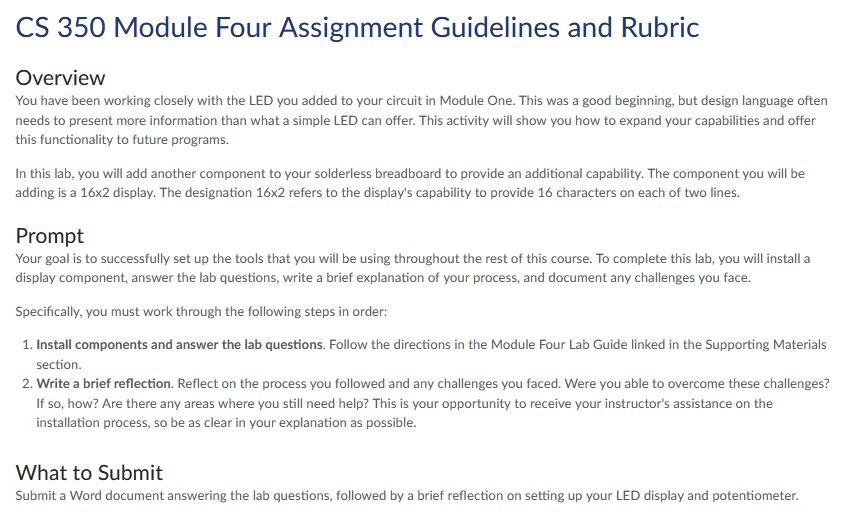 CS 350 Module Four Assignment Guidelines and Rubric
Overview
You have been working closely with the LED you added to your circuit in Module One. This was a good beginning, but design language often
needs to present more information than what a simple LED can offer. This activity will show you how to expand your capabilities and offer
this functionality to future programs.
In this lab, you will add another component to your solderless breadboard to provide an additional capability. The component you will be
adding is a 16x2 display. The designation 16x2 refers to the display's capability to provide 16 characters on each of two lines.
Prompt
Your goal is to successfully set up the tools that you will be using throughout the rest of this course. To complete this lab, you will install a
display component, answer the lab questions, write a brief explanation of your process, and document any challenges you face.
Specifically, you must work through the following steps in order:
1. Install components and answer the lab questions. Follow the directions in the Module Four Lab Guide linked in the Supporting Materials
section.
2. Write a brief reflection. Reflect on the process you followed and any challenges you faced. Were you able to overcome these challenges?
If so, how? Are there any areas where you still need help? This is your opportunity to receive your instructor's assistance on the
installation process, so be as clear in your explanation as possible.
What to Submit
Submit a Word document answering the lab questions, followed by a brief reflection on setting up your LED display and potentiometer.